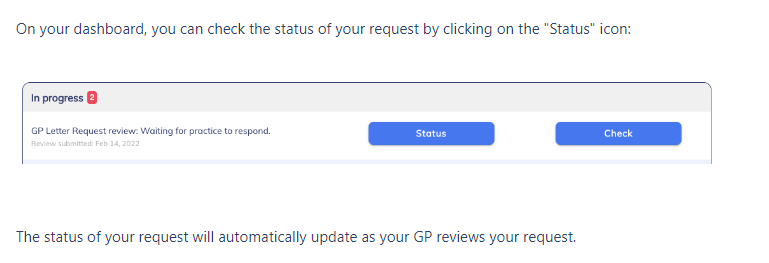 On your dashboard, you can check the status of your request by clicking on the "Status" icon:
In progress 2
GP Letter Request review: Waiting for practice to respond.
Review submitted: Feb 14, 2022
Status
Check
The status of your request will automatically update as your GP reviews your request.